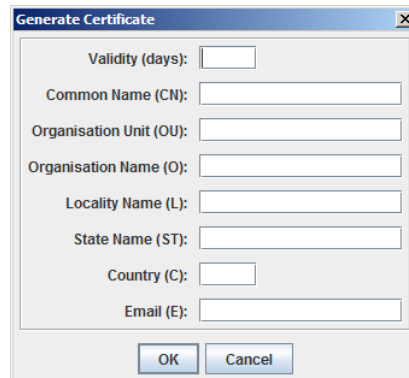 Generate Certificate
Validity (days):
Common Name (CN):
Organisation Unit (OU):
Organisation Name (O):
Locality Name (L):
State Name (ST):
Country (C):
Email (E):
OK Cancel